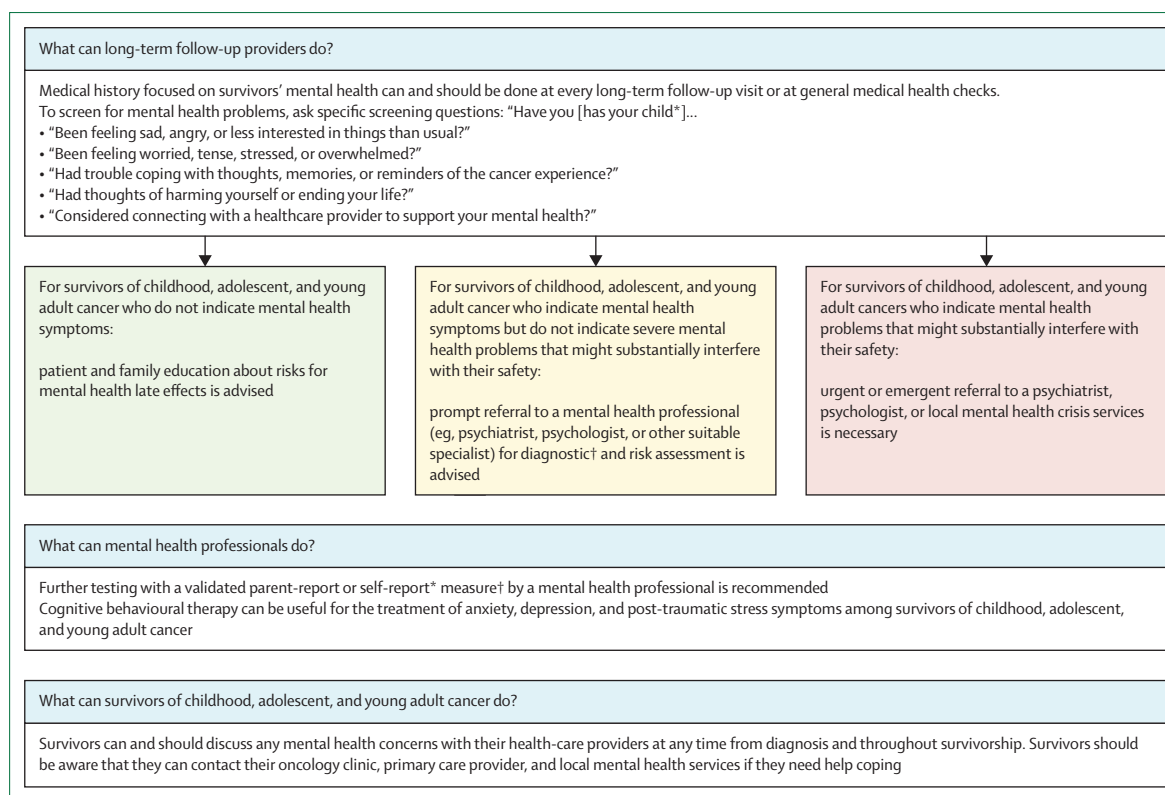 What can long-term follow-up providers do?
Medical history focused on survivors' mental health can and should be done at every long-term follow-up visit or at general medical health checks.
To screen for mental health problems, ask specific screening questions: “Have you [has your child*]...
• “Been feeling sad, angry, or less interested in things than usual?”
• “Been feeling worried, tense, stressed, or overwhelmed?”
• “Had trouble coping with thoughts, memories, or reminders of the cancer experience?”
• “Had thoughts of harming yourself or ending your life?”
• “Considered connecting with a healthcare provider to support your mental health?”
For survivors of childhood, adolescent, and young
adult cancer who do not indicate mental health
symptoms:
patient and family education about risks for
mental health late effects is advised
For survivors of childhood, adolescent, and young
adult cancer who indicate mental health
symptoms but do not indicate severe mental
health problems that might substantially interfere
with their safety:
prompt referral to a mental health professional
(eg, psychiatrist, psychologist, or other suitable
specialist) for diagnostic† and risk assessment is
advised
For survivors of childhood, adolescent, and young
adult cancers who indicate mental health
problems that might substantially interfere with
their safety:
urgent or emergent referral to a psychiatrist,
psychologist, or local mental health crisis services
is necessary
What can mental health professionals do?
Further testing with a validated parent-report or self-report* measure† by a mental health professional is recommended
Cognitive behavioural therapy can be useful for the treatment of anxiety, depression, and post-traumatic stress symptoms among survivors of childhood, adolescent,
and young adult cancer
What can survivors of childhood, adolescent, and young adult cancer do?
Survivors can and should discuss any mental health concerns with their health-care providers at any time from diagnosis and throughout survivorship. Survivors should
be aware that they can contact their oncology clinic, primary care provider, and local mental health services if they need help coping